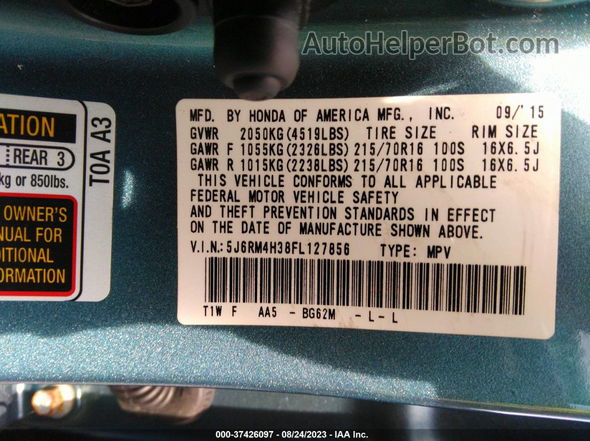 AutoHelperBot.com
MFD. BY HONDA OF AMERICA MFG., INC. 09/'15
GVWR 2050KG(4519LBS) TIRE SIZE RIM SIZE
GAWR F 1055KG(2326LBS) 215/70R16 100S 16X6.5J
GAWR R 1015KG(2238LBS) 215/70R16 100S 16X6.5J
THIS VEHICLE CONFORMS TO ALL APPLICABLE
FEDERAL MOTOR VEHICLE SAFETY
AND THEFT PREVENTION STANDARDS IN EFFECT
ON THE DATE OF MANUFACTURE SHOWN ABOVE.
V.I.N.:5J6RM4H38FL127856 TYPE: MPV
T1W F AA5 - BG62M - L - L
ATION
REAR 3
kg or 850lbs.
OWNER'S
NUAL FOR
DITIONAL
ORMATION
T0A A3
000-37426097 - 08/24/2023 - IAA Inc.